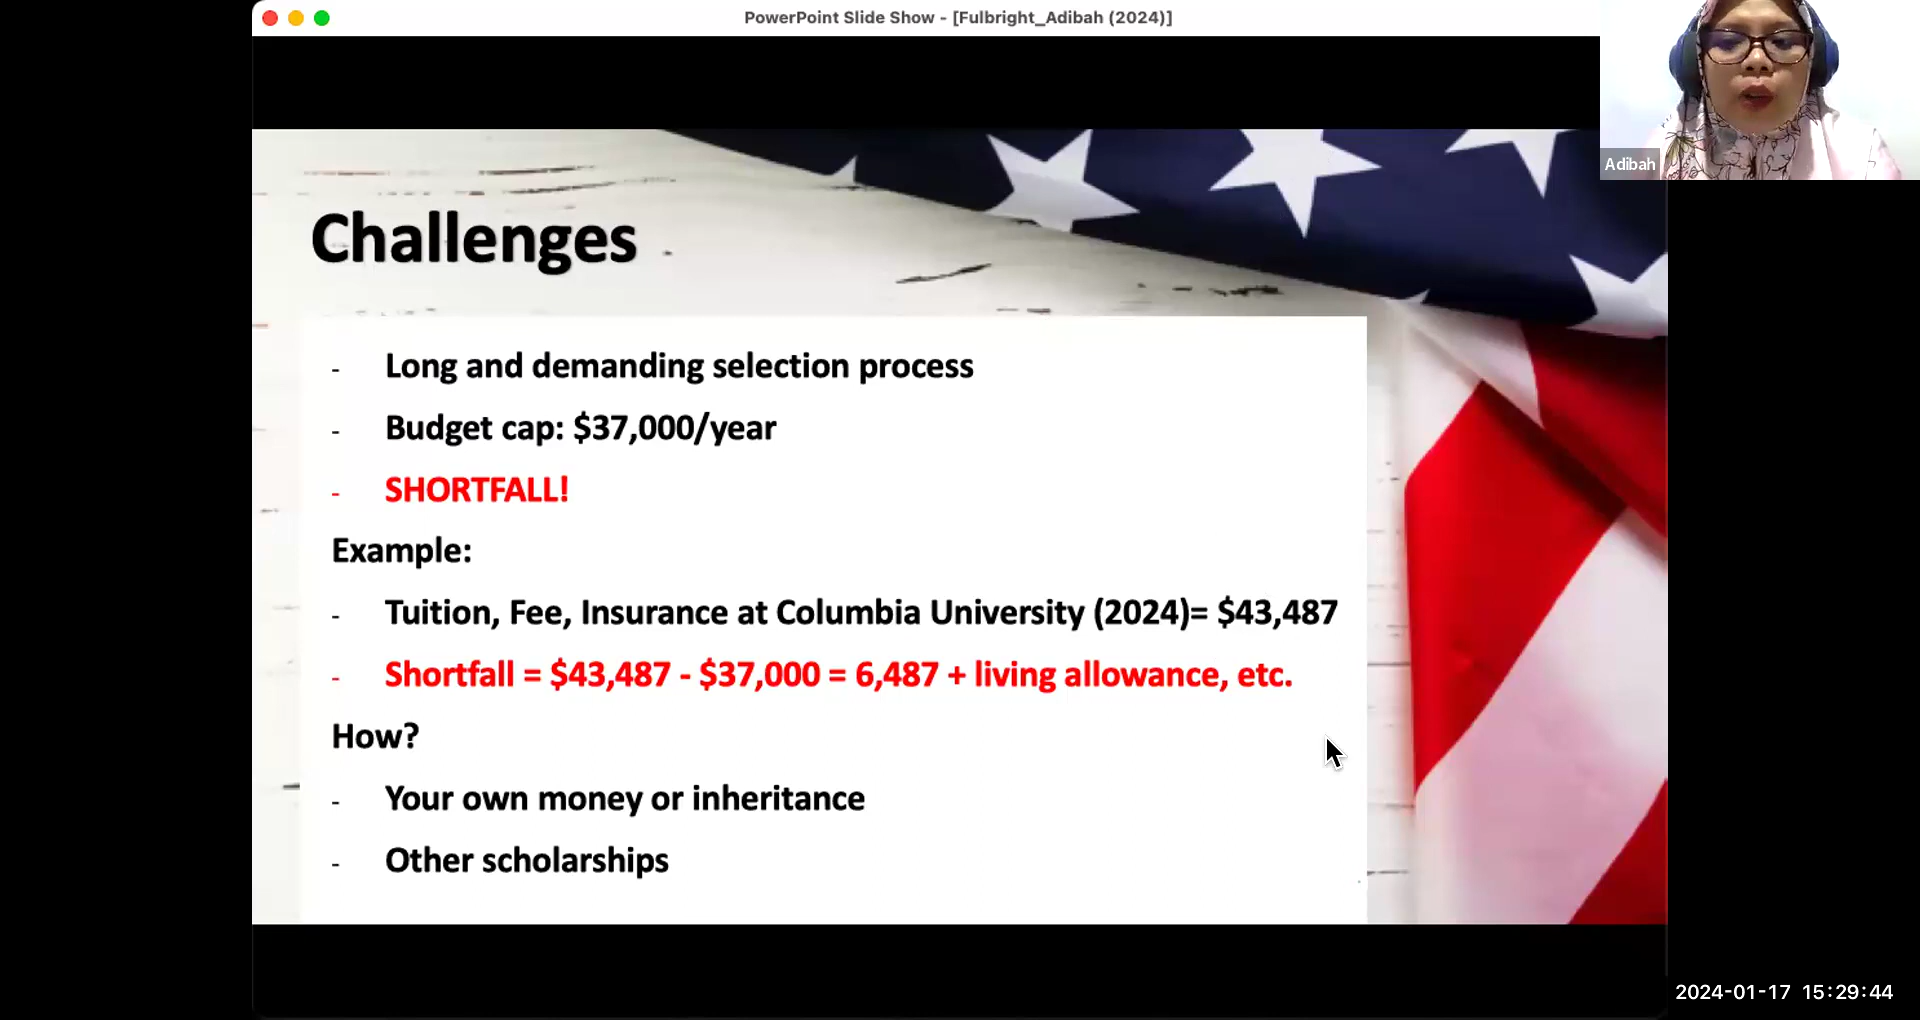 PowerPoint Slide Show - [Fulbright_Adibah (2024)]
Adibah
Challenges
- Long and demanding selection process
- Budget cap: $37,000/year
- SHORTFALL!
Example:
- Tuition, Fee, Insurance at Columbia University (2024)= $43,487
- Shortfall = $43,487 - $37,000 = 6,487 + living allowance, etc.
How?
- Your own money or inheritance
- Other scholarships
2024-01-17 15:29:44